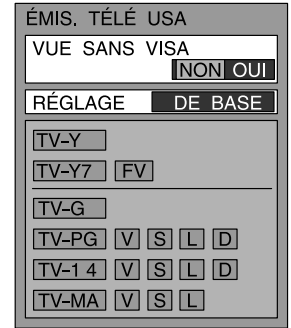 ÉMIS. TÉLÉ USA
VUE SANS VISA
NON OUI
RÉGLAGE DE BASE
TV–Y
TV–Y7 FV
TV–G
TV–PG V S L D
TV–1 4 V S L D
TV–MA V S L